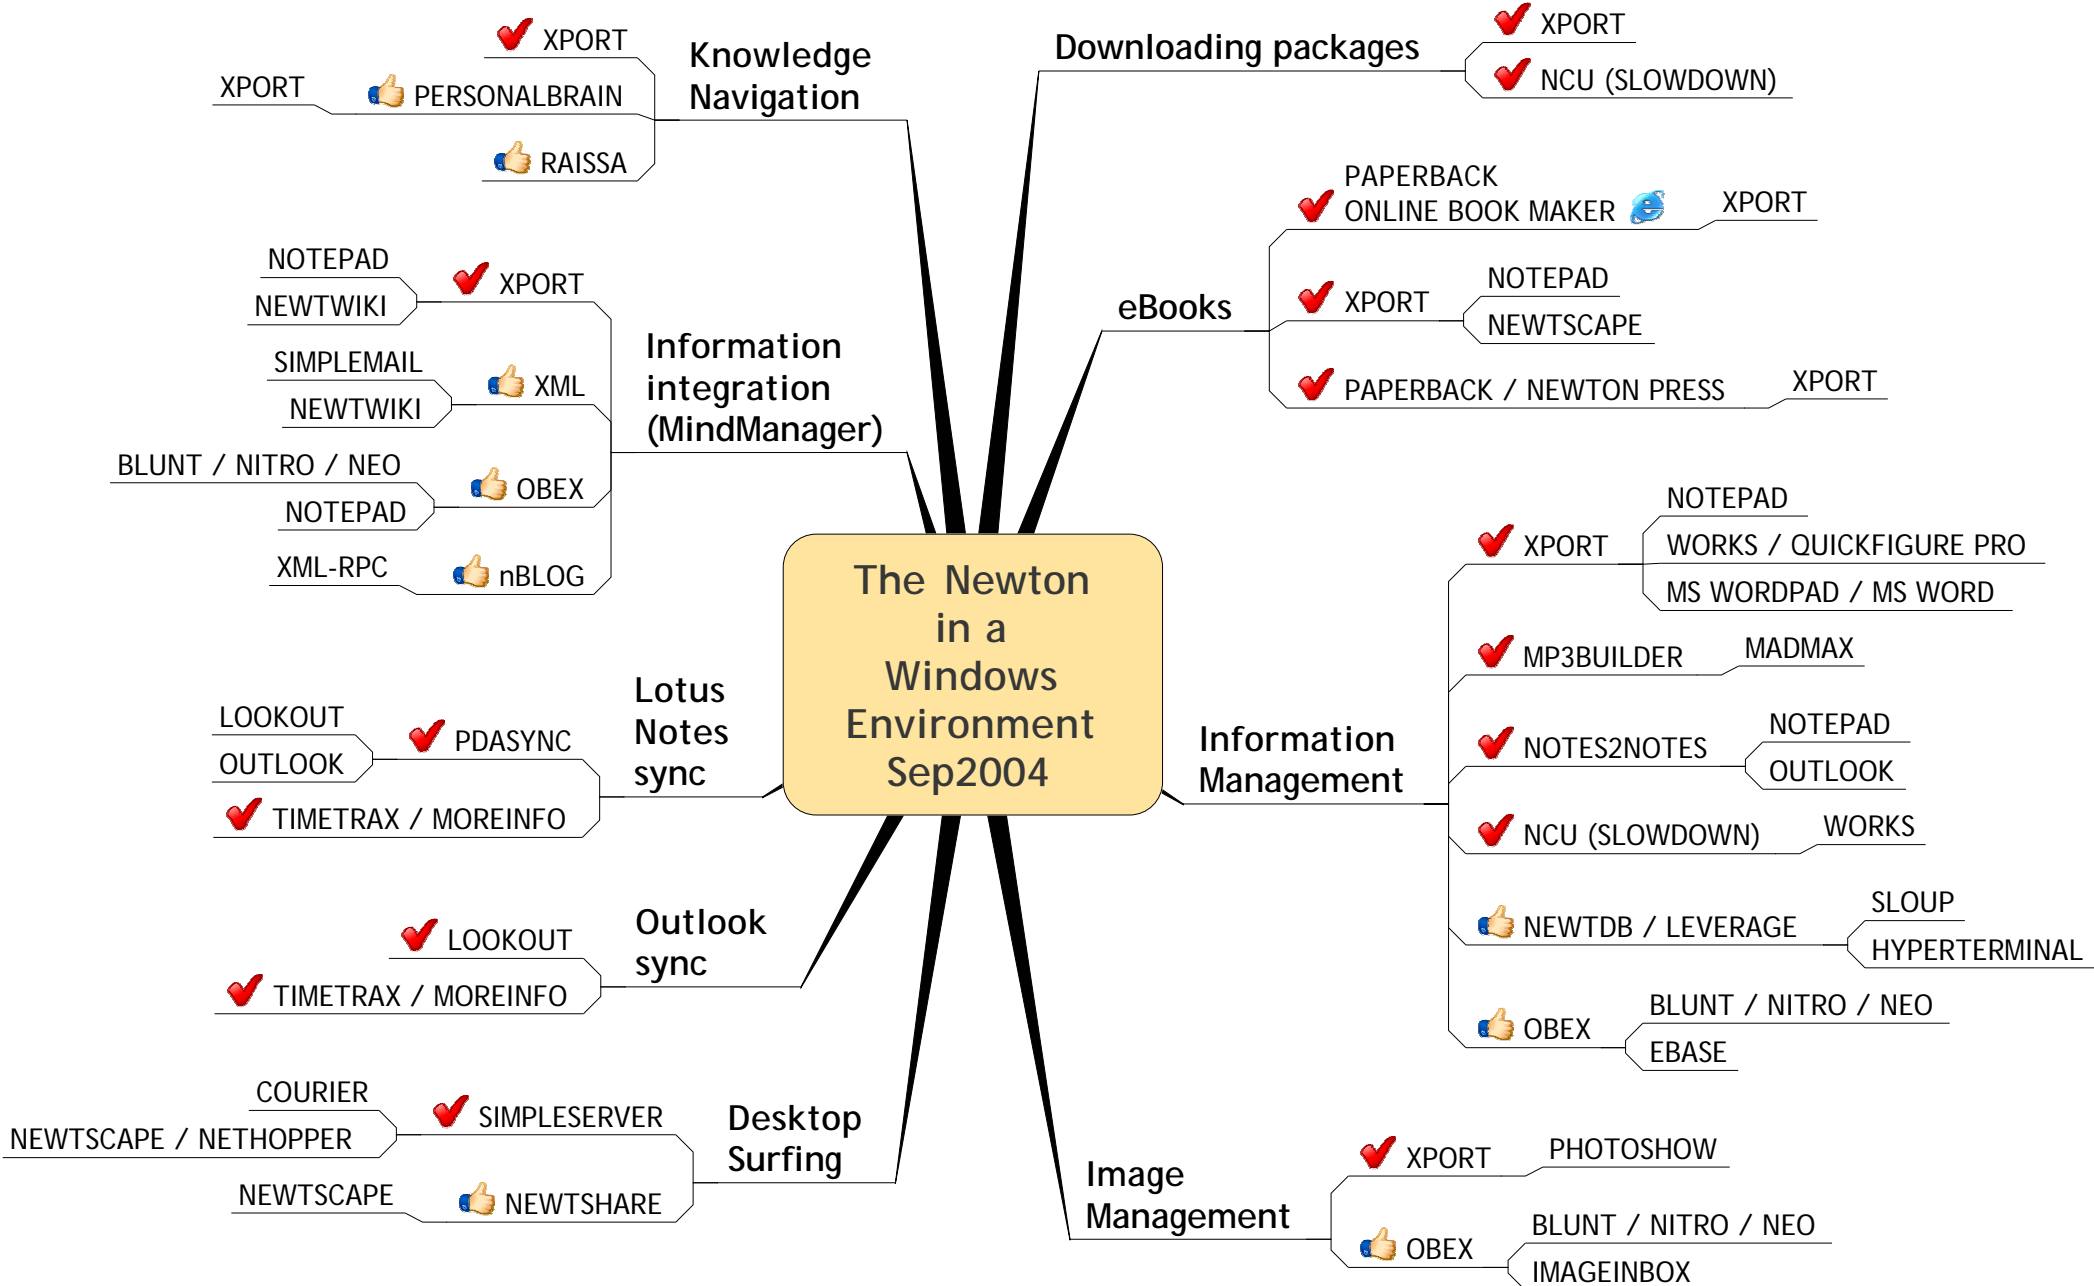 The Newton
in a
Windows
Environment
Sep2004
Downloading packages
XPORT
NCU (SLOWDOWN)
eBooks
PAPERBACK
ONLINE BOOK MAKER
XPORT
XPORT
NOTEPAD
NEWTSCAPE
PAPERBACK / NEWTON PRESS
XPORT
Information
Management
XPORT
NOTEPAD
WORKS / QUICKFIGURE PRO
MS WORDPAD / MS WORD
MP3BUILDER
MADMAX
NOTES2NOTES
NOTEPAD
OUTLOOK
NCU (SLOWDOWN)
WORKS
NEWTDB / LEVERAGE
SLOUP
HYPERTERMINAL
OBEX
BLUNT / NITRO / NEO
EBASE
Image
Management
XPORT
PHOTOSHOW
OBEX
BLUNT / NITRO / NEO
IMAGEINBOX
Knowledge
Navigation
XPORT
PERSONALBRAIN
XPORT
RAISSA
Information
integration
(MindManager)
XPORT
NOTEPAD
NEWTWIKI
XML
SIMPLEMAIL
NEWTWIKI
OBEX
BLUNT / NITRO / NEO
NOTEPAD
nBLOG
XML-RPC
Lotus
Notes
sync
PDASYNC
LOOKOUT
OUTLOOK
TIMETRAX / MOREINFO
Outlook
sync
LOOKOUT
TIMETRAX / MOREINFO
Desktop
Surfing
SIMPLESERVER
COURIER
NEWTSCAPE / NETHOPPER
NEWTSHARE
NEWTSCAPE